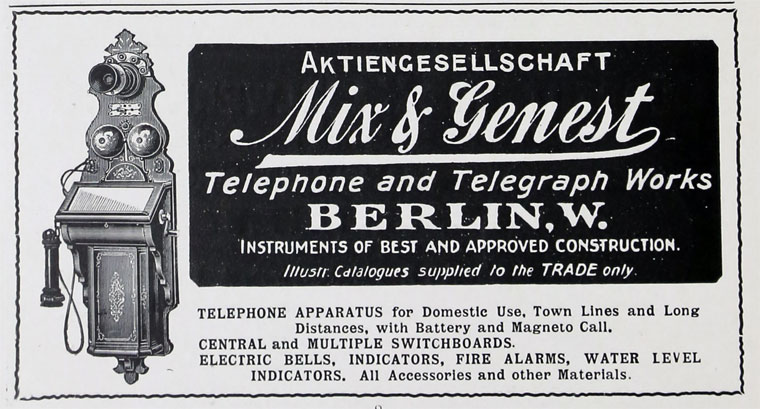 AKTIENGESELLSCHAFT
Mix & Genest
Telephone and Telegraph Works
BERLIN, W.
INSTRUMENTS OF BEST AND APPROVED CONSTRUCTION.
Illustr. Catalogues supplied to the TRADE only.
TELEPHONE APPARATUS for Domestic Use, Town Lines and Long
Distances, with Battery and Magneto Call.
CENTRAL and MULTIPLE SWITCHBOARDS.
ELECTRIC BELLS, INDICATORS, FIRE ALARMS, WATER LEVEL
INDICATORS. All Accessories and other Materials.